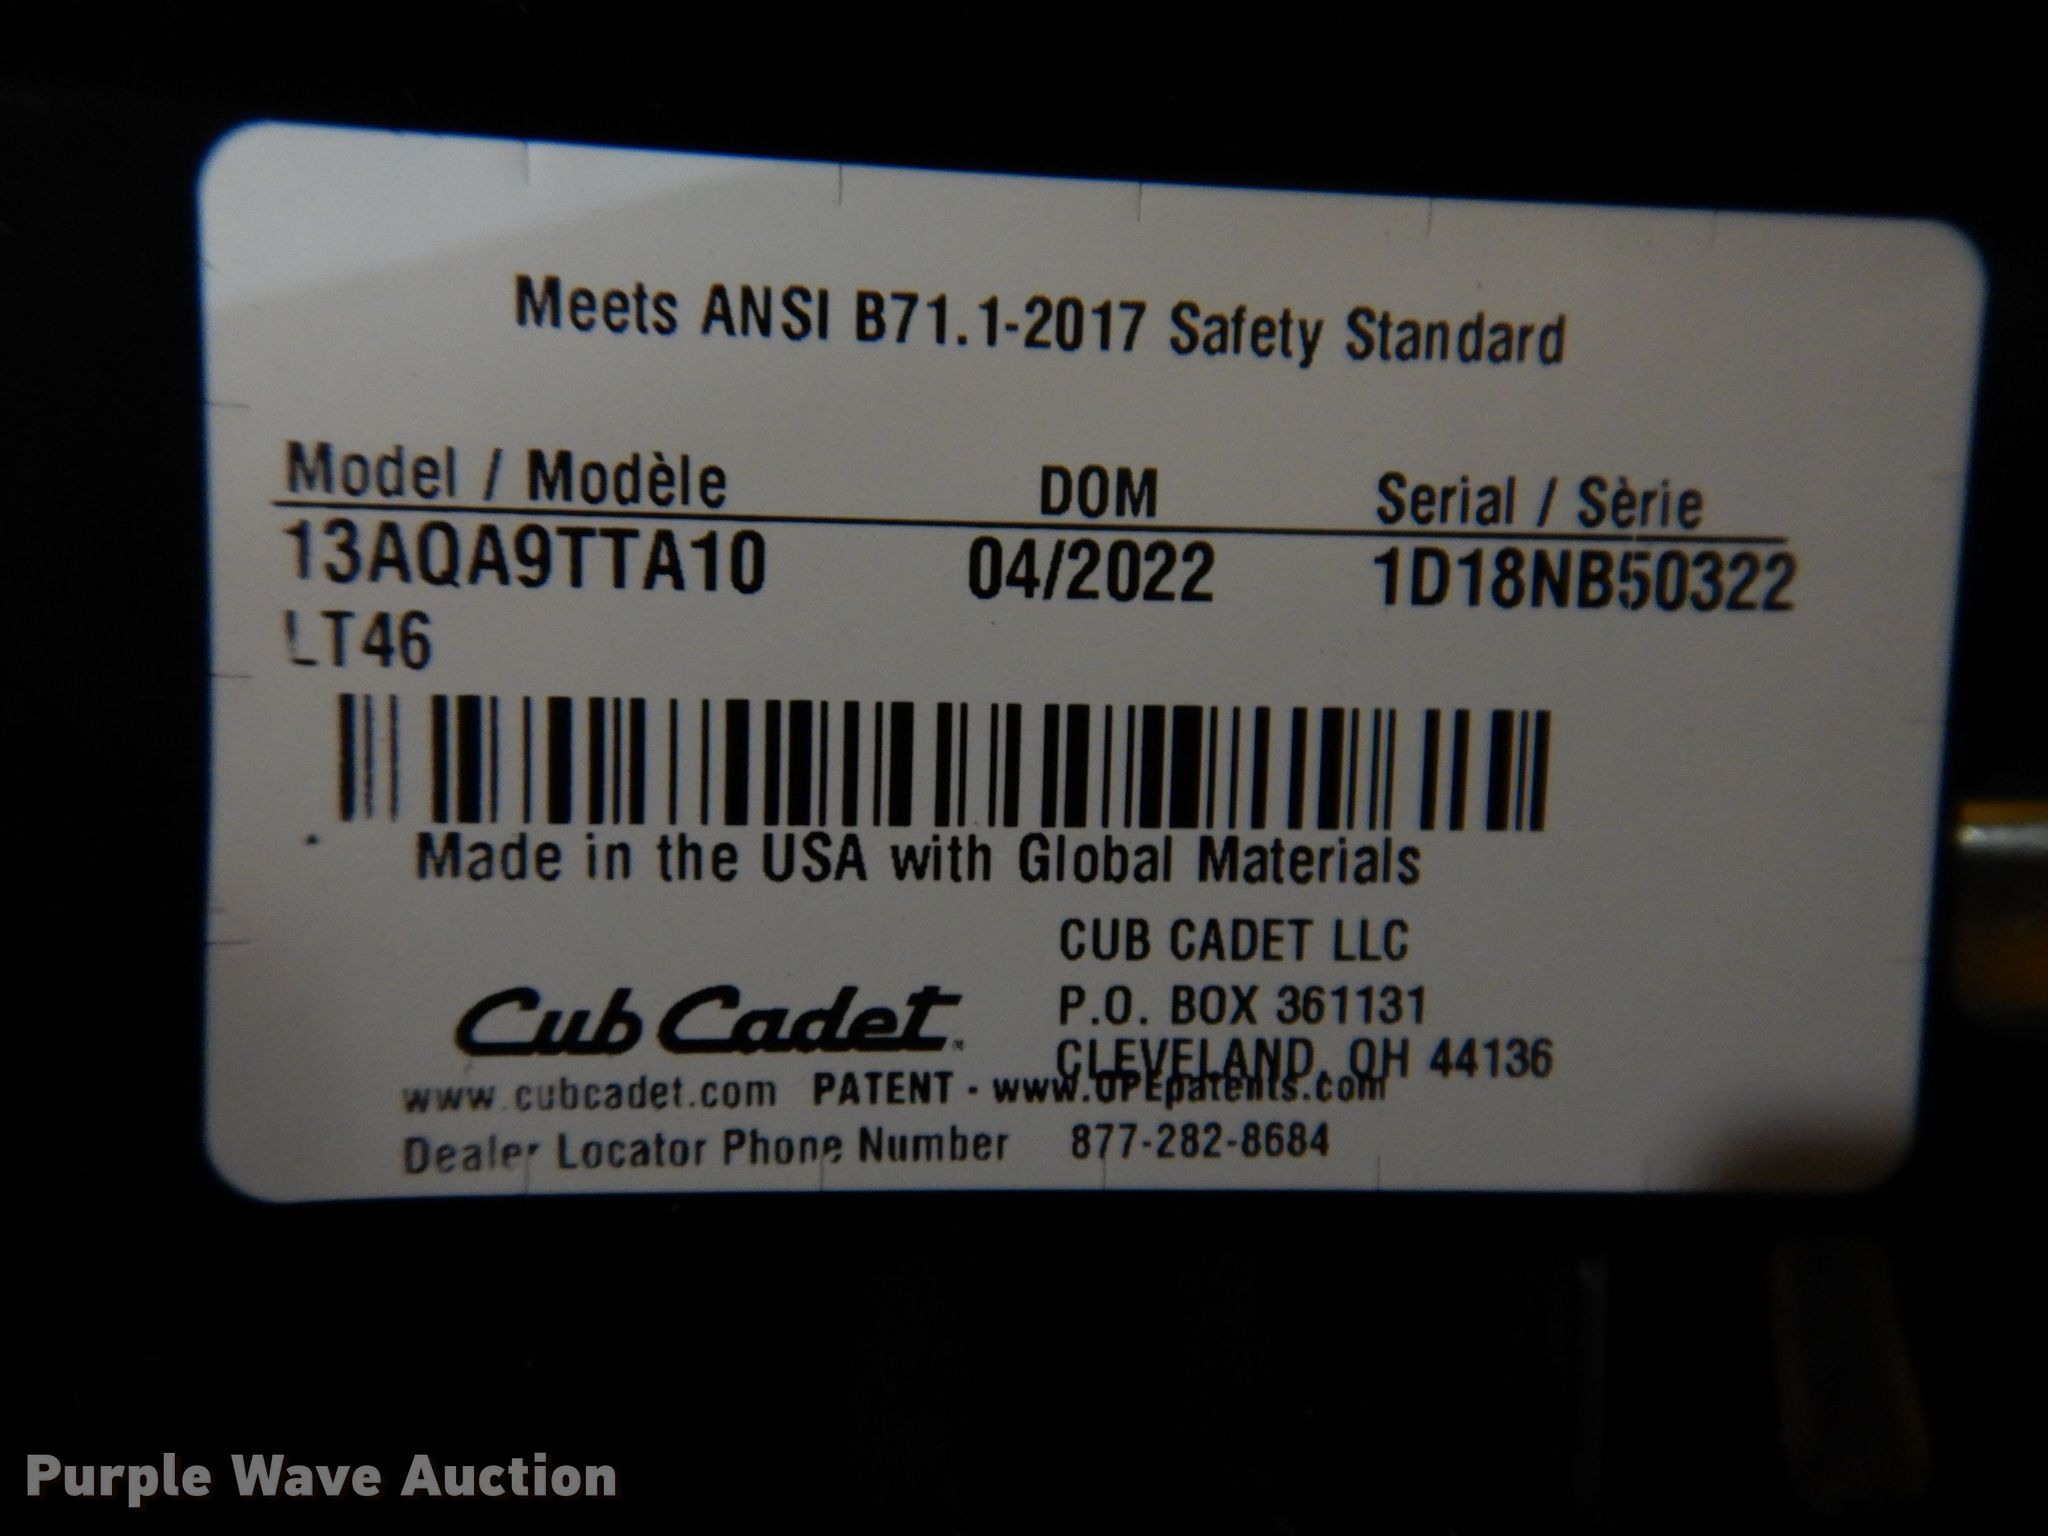 Meets ANSI B71.1-2017 Safety Standard
Model / Modèle DOM Serial / Sèrie
13AQA9TTA10 04/2022 1D18NB50322
LT46
Made in the USA with Global Materials
CUB CADET LLC
P.O. BOX 361131
CLEVELAND, OH 44136
Cub Cadet
www.cubcadet.com PATENT - www.OPEpatents.com
Dealer Locator Phone Number 877-282-8684
Purple Wave Auction